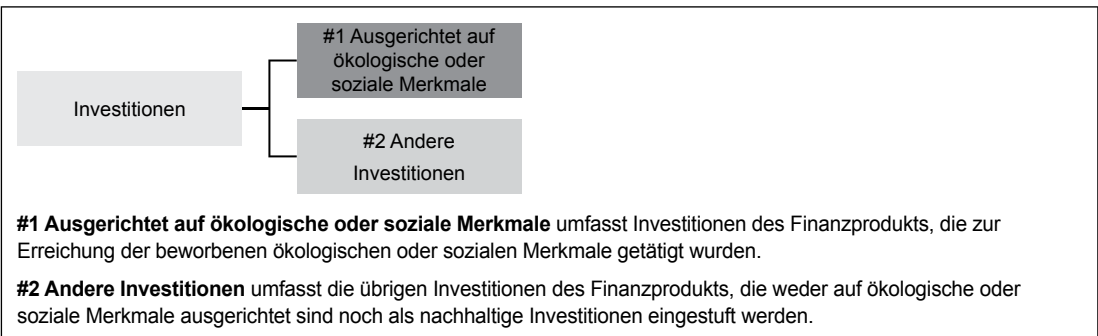 #1 Ausgerichtet auf
ökologische oder
soziale Merkmale
Investitionen
#2 Andere
Investitionen
#1 Ausgerichtet auf ökologische oder soziale Merkmale umfasst Investitionen des Finanzprodukts, die zur
Erreichung der beworbenen ökologischen oder sozialen Merkmale getätigt wurden.
#2 Andere Investitionen umfasst die übrigen Investitionen des Finanzprodukts, die weder auf ökologische oder
soziale Merkmale ausgerichtet sind noch als nachhaltige Investitionen eingestuft werden.